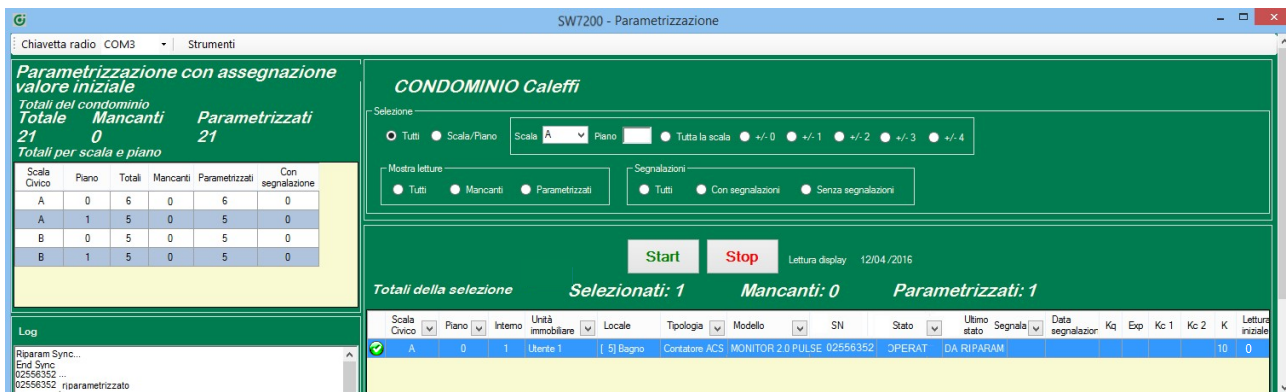 SW7200 - Parametrizzazione
Chiavetta radio COM3 Strumenti
Parametrizzazione con assegnazione
valore iniziale
Totali del condominio
Totale Mancanti Parametrizzati
21 0 21
Totali per scala e piano
Scala Civico Piano Totali Mancanti Parametrizzati Con segnalazione
A 0 6 0 6 0
A 1 5 0 5 0
B 0 5 0 5 0
B 1 5 0 5 0
Log
Riparam Sync...
End Sync
02556352 ...
02556352 riparametrizzato
CONDOMINIO Caleffi
Selezione
Tutti Scala/Piano Scala A Piano Tutta la scala +/- 0 +/- 1 +/- 2 +/- 3 +/- 4
Mostra letture
Tutti Mancanti Parametrizzati
Segnalazioni
Tutti Con segnalazioni Senza segnalazioni
Start Stop Lettura display 12/04/2016
Totali della selezione Selezionati: 1 Mancanti: 0 Parametrizzati: 1
Scala Civico Piano Interno Unità immobiliare Locale Tipologia Modello SN Stato Ultimo stato Segnala Data segnalazion Kq Exp Kc 1 Kc 2 K Lettura iniziale
A 0 1 Utente 1 [ 5] Bagno Contatore ACS MONITOR 2.0 PULSE 02556352 OPERAT DA RIPARAM 10 0